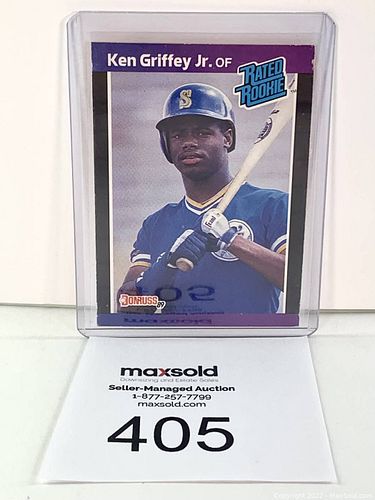 Ken Griffey Jr. OF
RATED
ROOKIE
S
DONRUSS 89
maxsold
Downsizing and Estate Sales
Seller-Managed Auction
1-877-257-7799
maxsold.com
405